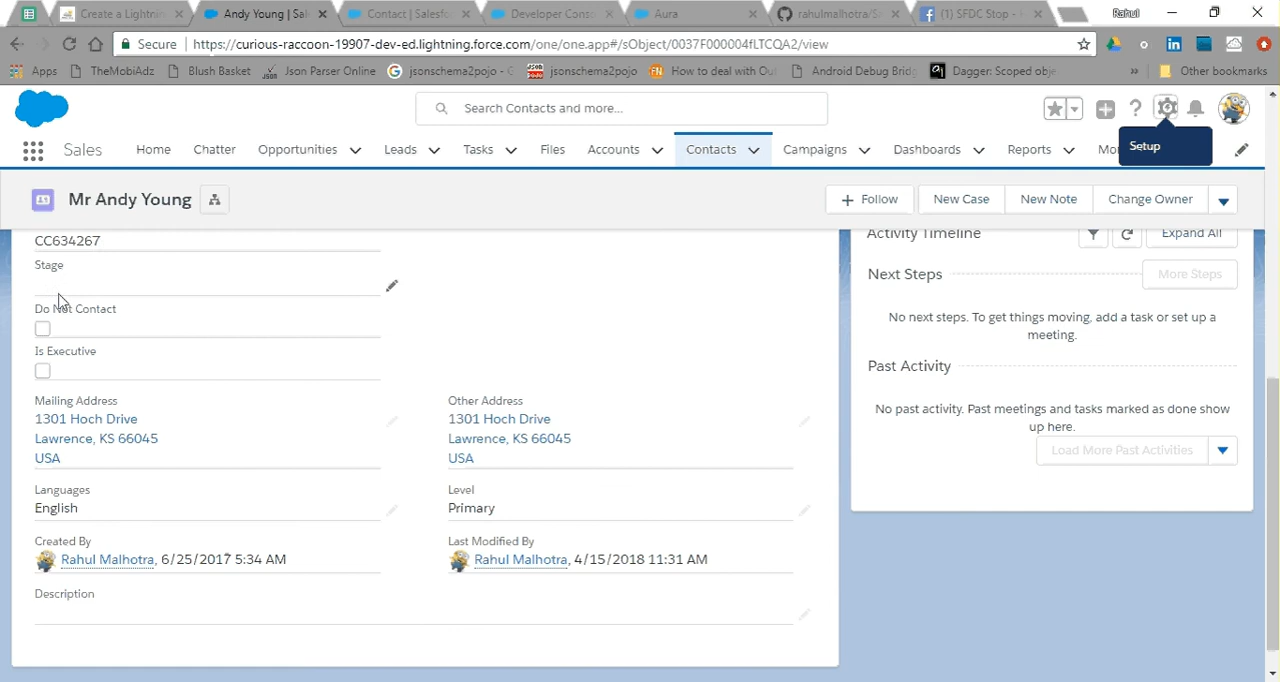 Create a Lightnin
Andy Young | Sal
Contact | Salesfo
Developer Conso
Aura
rahulmalhotra/S
(1) SFDC Stop -
Rahul
Secure
https://curious-raccoon-19907-dev-ed.lightning.force.com/one/one.app#/sObject/0037F000004fLTCQA2/view
Apps
TheMobiAdz
Blush Basket
Json Parser Online
jsonschema2pojo - G
jsonschema2pojo
How to deal with Ou
Android Debug Bridg
Dagger: Scoped obje
»
Other bookmarks
Search Contacts and more...
Setup
Sales
Home
Chatter
Opportunities
Leads
Tasks
Files
Accounts
Contacts
Campaigns
Dashboards
Reports
Mo
Mr Andy Young
+ Follow
New Case
New Note
Change Owner
CC634267
Stage
Do Not Contact
Is Executive
Mailing Address
1301 Hoch Drive
Lawrence, KS 66045
USA
Other Address
1301 Hoch Drive
Lawrence, KS 66045
USA
Languages
English
Level
Primary
Created By
Rahul Malhotra, 6/25/2017 5:34 AM
Last Modified By
Rahul Malhotra, 4/15/2018 11:31 AM
Description
Activity Timeline
Expand All
Next Steps
More Steps
No next steps. To get things moving, add a task or set up a
meeting.
Past Activity
No past activity. Past meetings and tasks marked as done show
up here.
Load More Past Activities